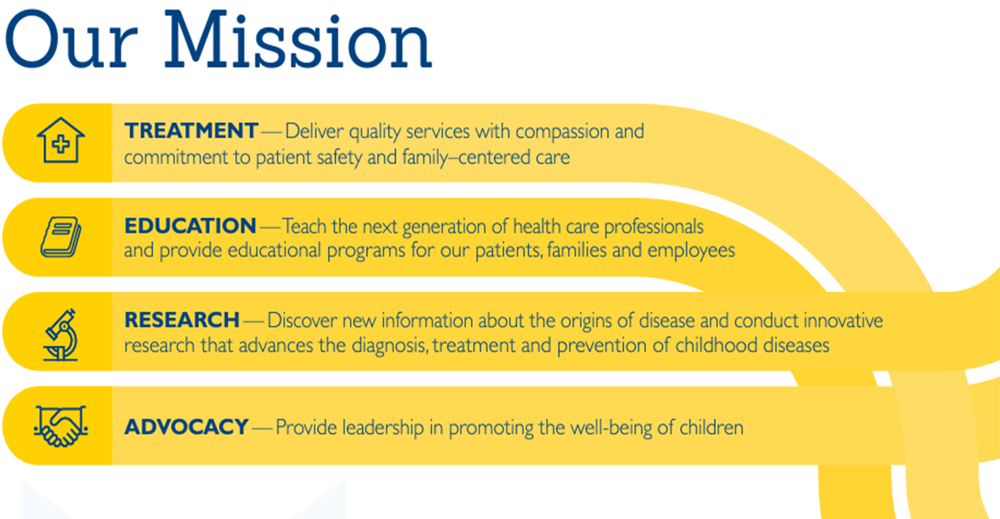 Our Mission
TREATMENT—Deliver quality services with compassion and
commitment to patient safety and family–centered care
EDUCATION—Teach the next generation of health care professionals
and provide educational programs for our patients, families and employees
RESEARCH—Discover new information about the origins of disease and conduct innovative
research that advances the diagnosis, treatment and prevention of childhood diseases
ADVOCACY—Provide leadership in promoting the well-being of children